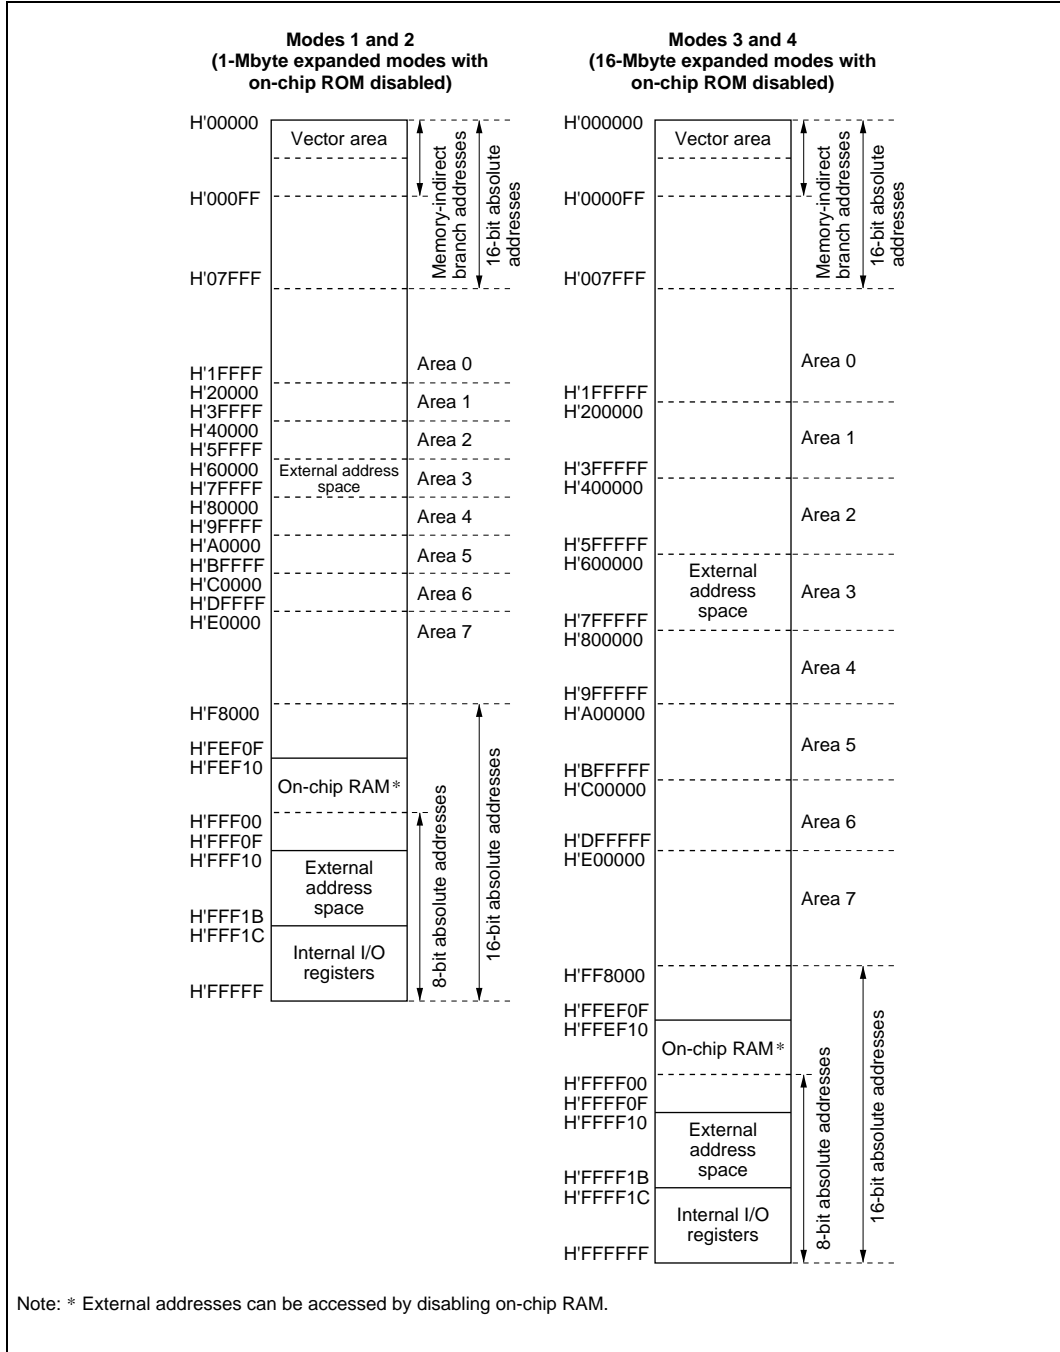 Modes 1 and 2
(1-Mbyte expanded modes with
on-chip ROM disabled)
H'00000
Vector area
H'000FF
H'07FFF
Memory-indirect
branch addresses
16-bit absolute
addresses
H'1FFFF
Area 0
H'20000
Area 1
H'3FFFF
H'40000
Area 2
H'5FFFF
H'60000
External address
space
Area 3
H'7FFFF
H'80000
Area 4
H'9FFFF
H'A0000
Area 5
H'BFFFF
H'C0000
Area 6
H'DFFFF
H'E0000
Area 7
H'F8000
H'FEF0F
H'FEF10
On-chip RAM*
H'FFF00
H'FFF0F
H'FFF10
External
address
space
H'FFF1B
H'FFF1C
Internal I/O
registers
H'FFFFF
8-bit absolute addresses
16-bit absolute addresses
Modes 3 and 4
(16-Mbyte expanded modes with
on-chip ROM disabled)
H'000000
Vector area
H'0000FF
H'007FFF
Memory-indirect
branch addresses
16-bit absolute
addresses
Area 0
H'1FFFFF
H'200000
Area 1
H'3FFFFF
H'400000
Area 2
H'5FFFFF
H'600000
External
address
space
Area 3
H'7FFFFF
H'800000
Area 4
H'9FFFFF
H'A00000
Area 5
H'BFFFFF
H'C00000
Area 6
H'DFFFFF
H'E00000
Area 7
H'FF8000
H'FFEF0F
H'FFEF10
On-chip RAM*
H'FFFF00
H'FFFF0F
H'FFFF10
External
address
space
H'FFFF1B
H'FFFF1C
Internal I/O
registers
H'FFFFFF
8-bit absolute addresses
16-bit absolute addresses
Note: * External addresses can be accessed by disabling on-chip RAM.